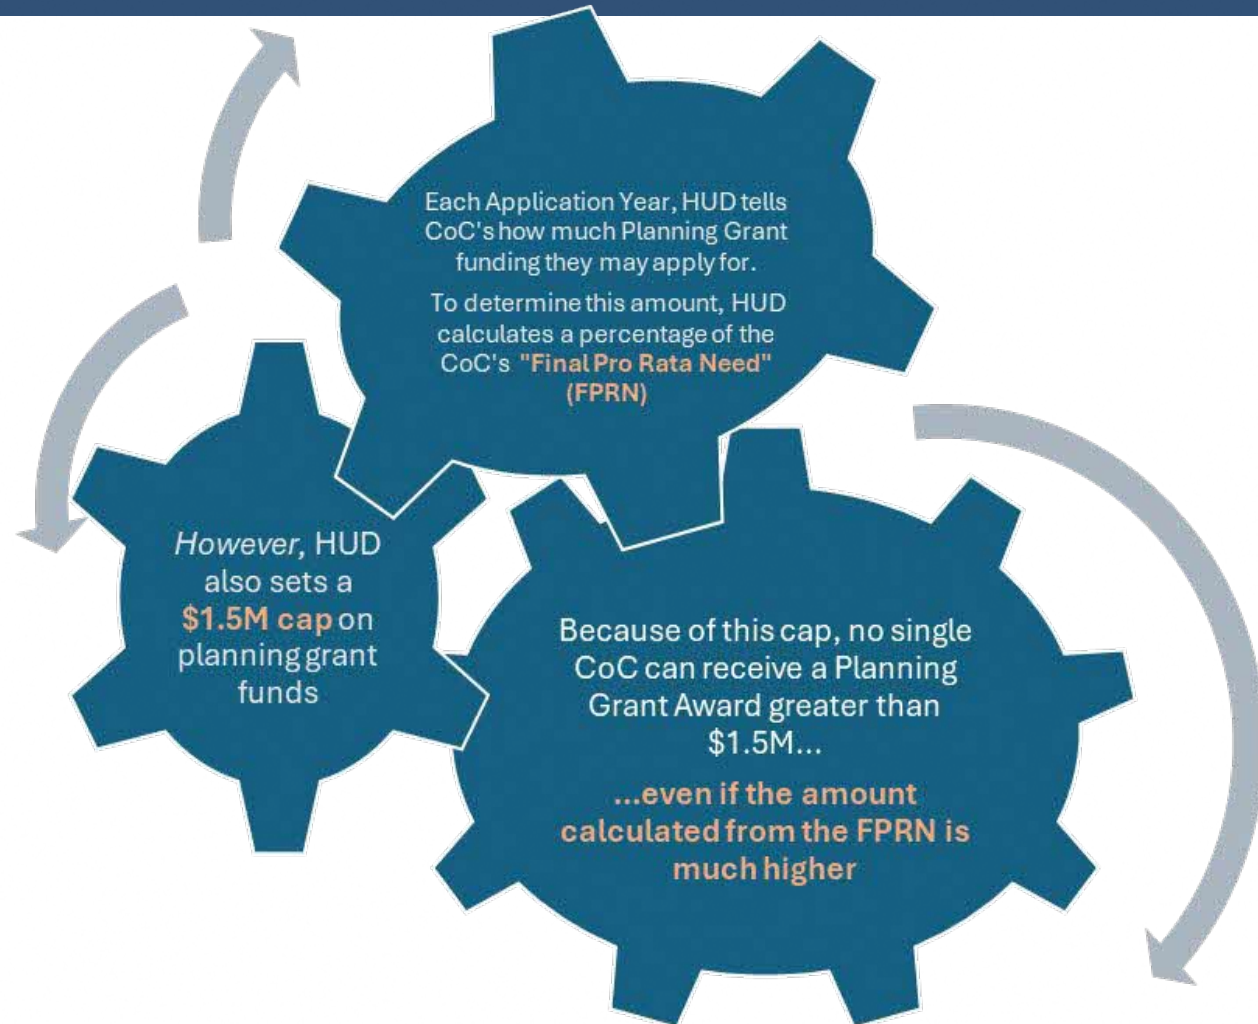 Each Application Year, HUD tells
CoC's how much Planning Grant
funding they may apply for.
To determine this amount, HUD
calculates a percentage of the
CoC's "Final Pro Rata Need"
(FPRN)
However, HUD
also sets a
$1.5M cap on
planning grant
funds
Because of this cap, no single
CoC can receive a Planning
Grant Award greater than
$1.5M...
...even if the amount
calculated from the FPRN is
much higher